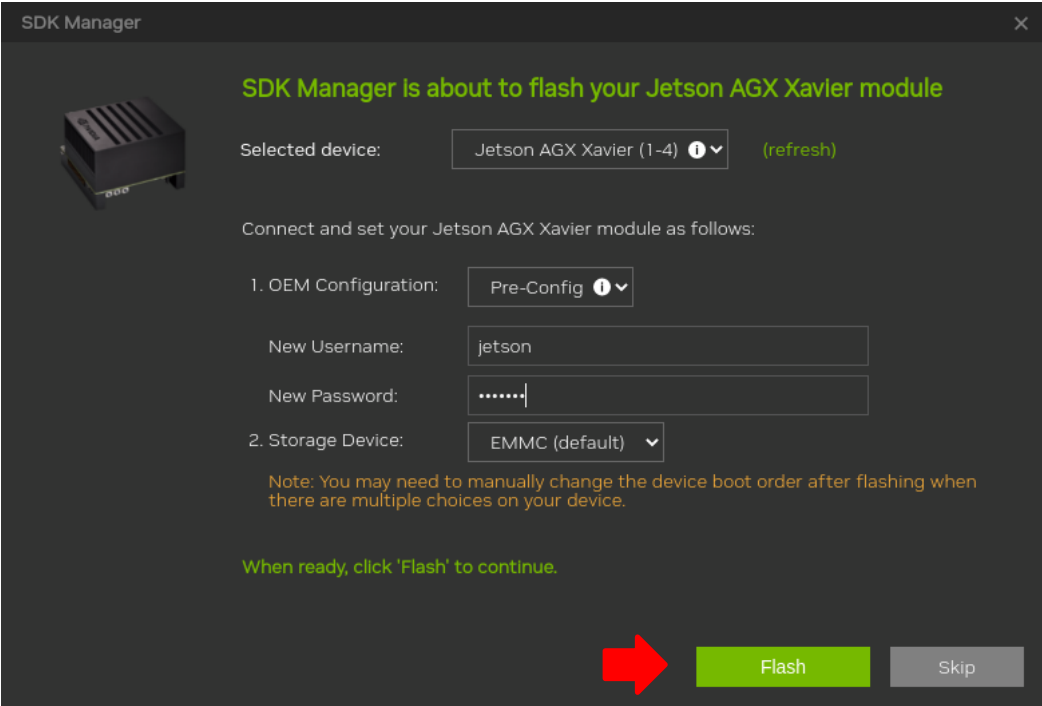 SDK Manager
SDK Manager is about to flash your Jetson AGX Xavier module
Selected device: Jetson AGX Xavier (1-4) (refresh)
Connect and set your Jetson AGX Xavier module as follows:
1. OEM Configuration: Pre-Config
New Username: jetson
New Password: •••••••
2. Storage Device: EMMC (default)
Note: You may need to manually change the device boot order after flashing when
there are multiple choices on your device.
When ready, click 'Flash' to continue.
Flash Skip